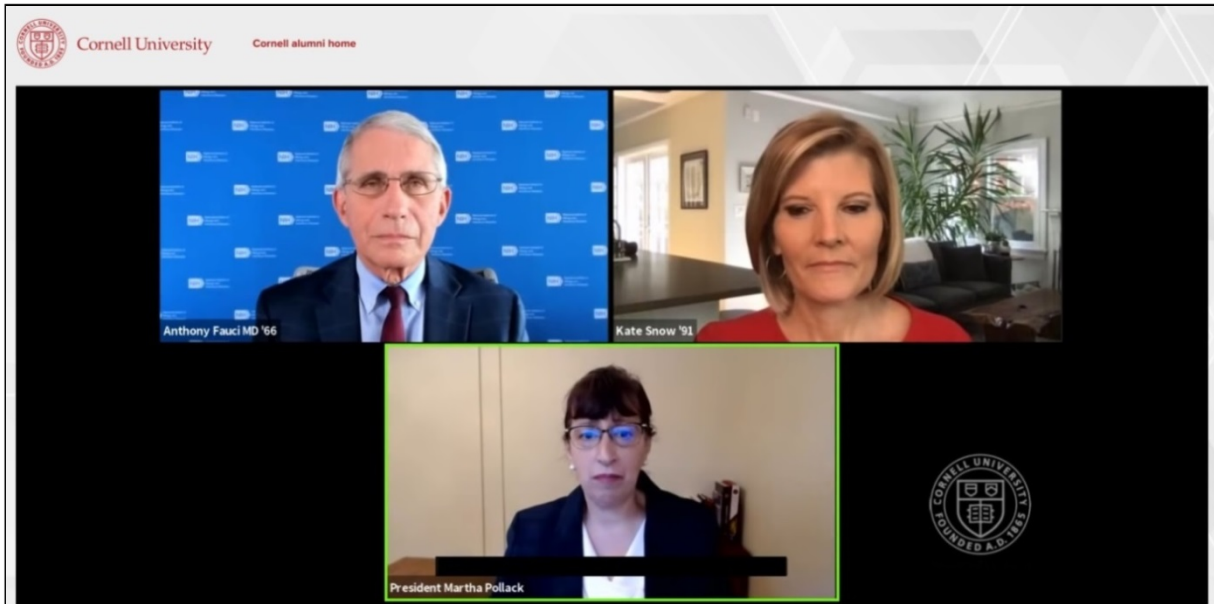 Cornell University
Cornell alumni home
Anthony Fauci MD '66
Kate Snow '91
President Martha Pollack
CORNELL UNIVERSITY
FOUNDED A.D. 1865